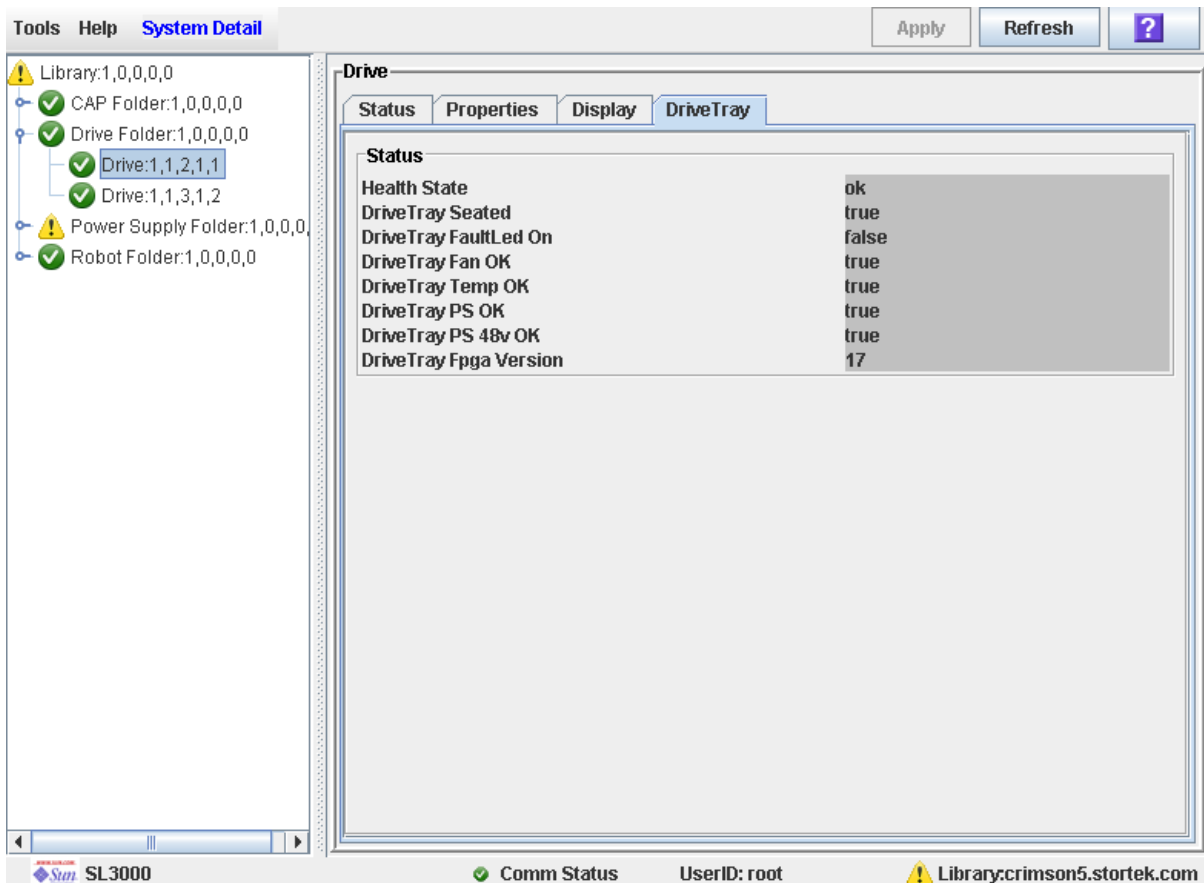 Tools Help System Detail
Apply Refresh ?
Library:1,0,0,0,0
CAP Folder:1,0,0,0,0
Drive Folder:1,0,0,0,0
Drive:1,1,2,1,1
Drive:1,1,3,1,2
Power Supply Folder:1,0,0,0,
Robot Folder:1,0,0,0,0
Drive
Status Properties Display DriveTray
Status
Health State ok
DriveTray Seated true
DriveTray FaultLed On false
DriveTray Fan OK true
DriveTray Temp OK true
DriveTray PS OK true
DriveTray PS 48v OK true
DriveTray Fpga Version 17
Sun SL3000 Comm Status UserID: root Library:crimson5.stortek.com